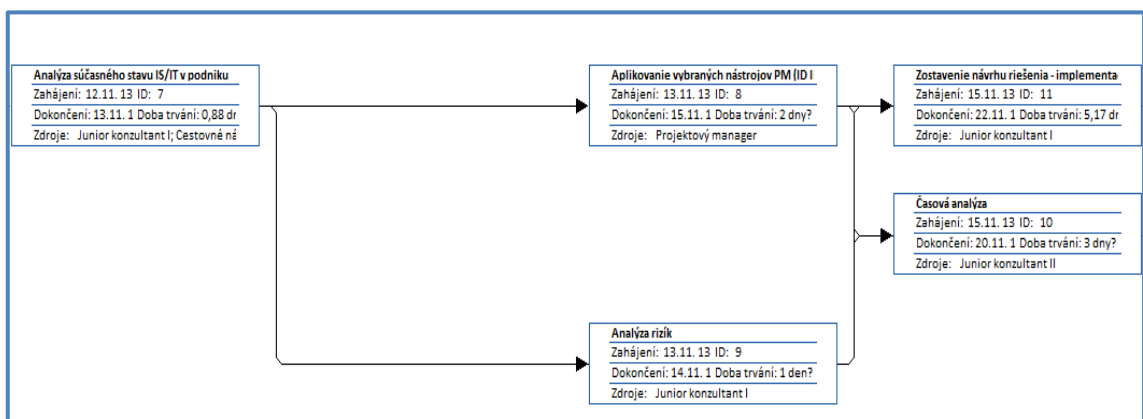 Analýza súčasného stavu IS/IT v podniku
Zahájení: 12.11. 13 ID: 7
Dokončení: 13.11. 1 Doba trvání: 0,88 dr
Zdroje: Junior konzultant I; Cestovné ná
Aplikovanie vybraných nástrojov PM (ID I
Zahájení: 13.11. 13 ID: 8
Dokončení: 15.11. 1 Doba trvání: 2 dny?
Zdroje: Projektový manager
Zostavenie návrhu riešenia - implementa
Zahájení: 15.11. 13 ID: 11
Dokončení: 22.11. 1 Doba trvání: 5,17 dr
Zdroje: Junior konzultant I
Časová analýza
Zahájení: 15.11. 13 ID: 10
Dokončení: 20.11. 1 Doba trvání: 3 dny?
Zdroje: Junior konzultant II
Analýza rizík
Zahájení: 13.11. 13 ID: 9
Dokončení: 14.11. 1 Doba trvání: 1 den?
Zdroje: Junior konzultant I